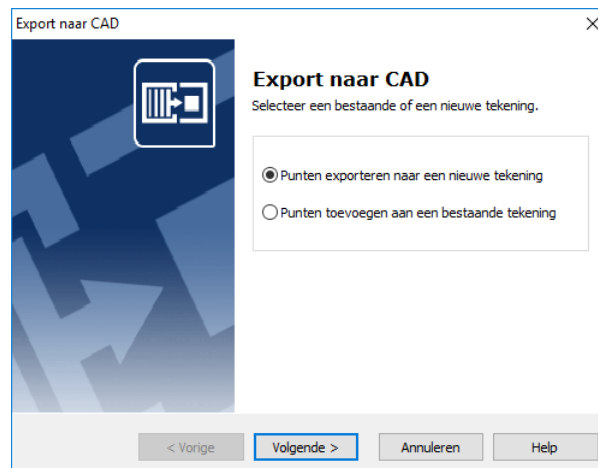 Export naar CAD
Export naar CAD
Selecteer een bestaande of een nieuwe tekening.
Punten exporteren naar een nieuwe tekening
Punten toevoegen aan een bestaande tekening
< Vorige
Volgende >
Annuleren
Help